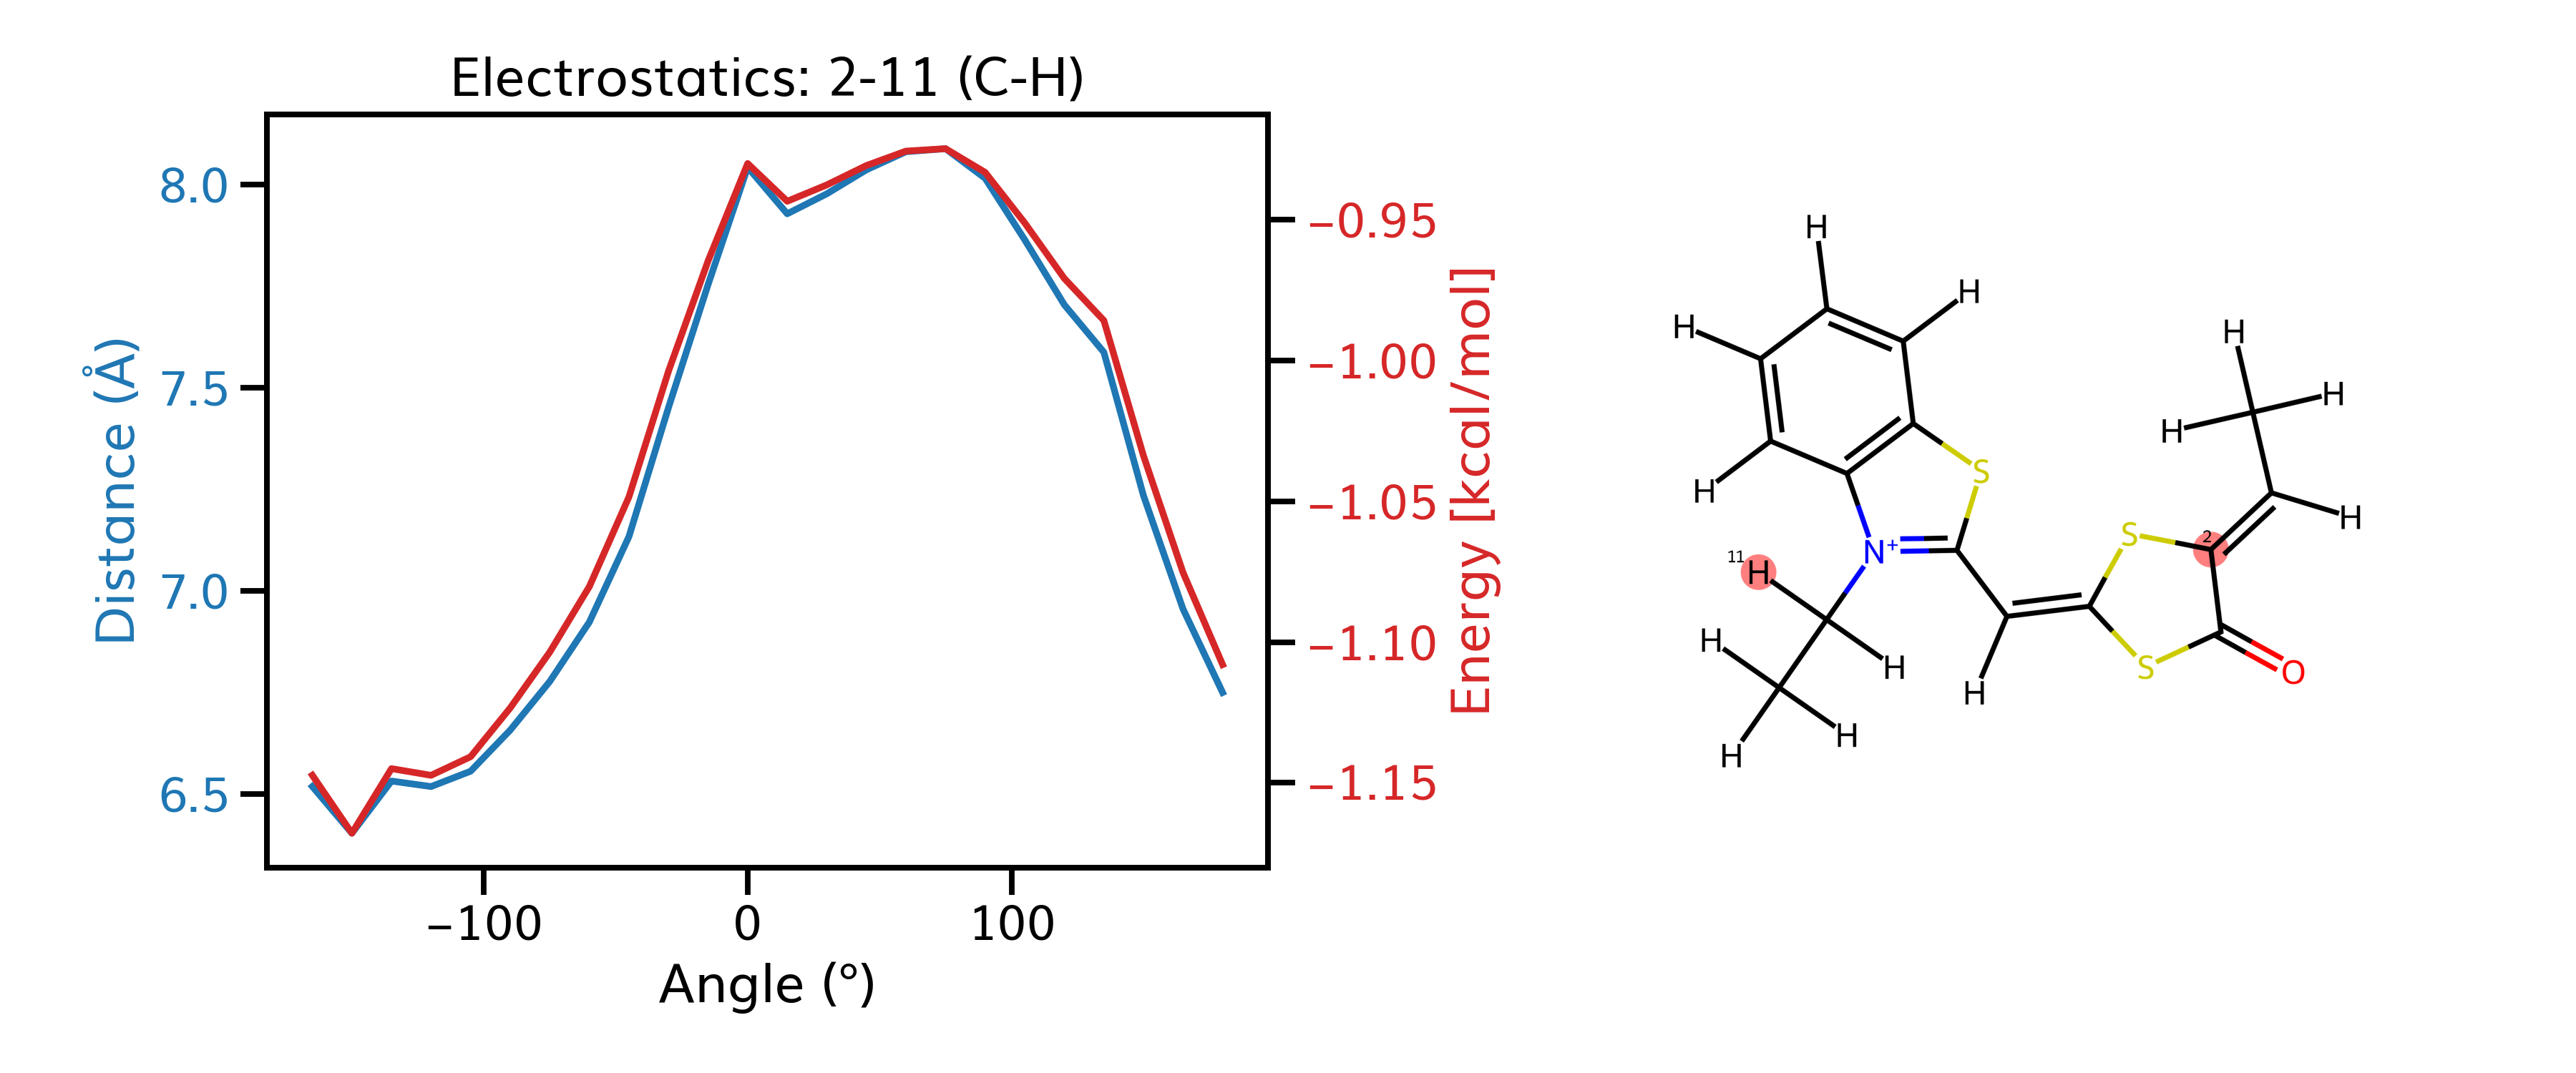 Electrostatics: 2-11 (C-H)
8.0
7.5
7.0
6.5
Distance (Å)
−0.95
−1.00
−1.05
−1.10
−1.15
Energy [kcal/mol]
−100
0
100
Angle (°)
H
H
H
H
H
H
H
S
H
S
2
N+
11
H
H
H
H
S
O
H
H